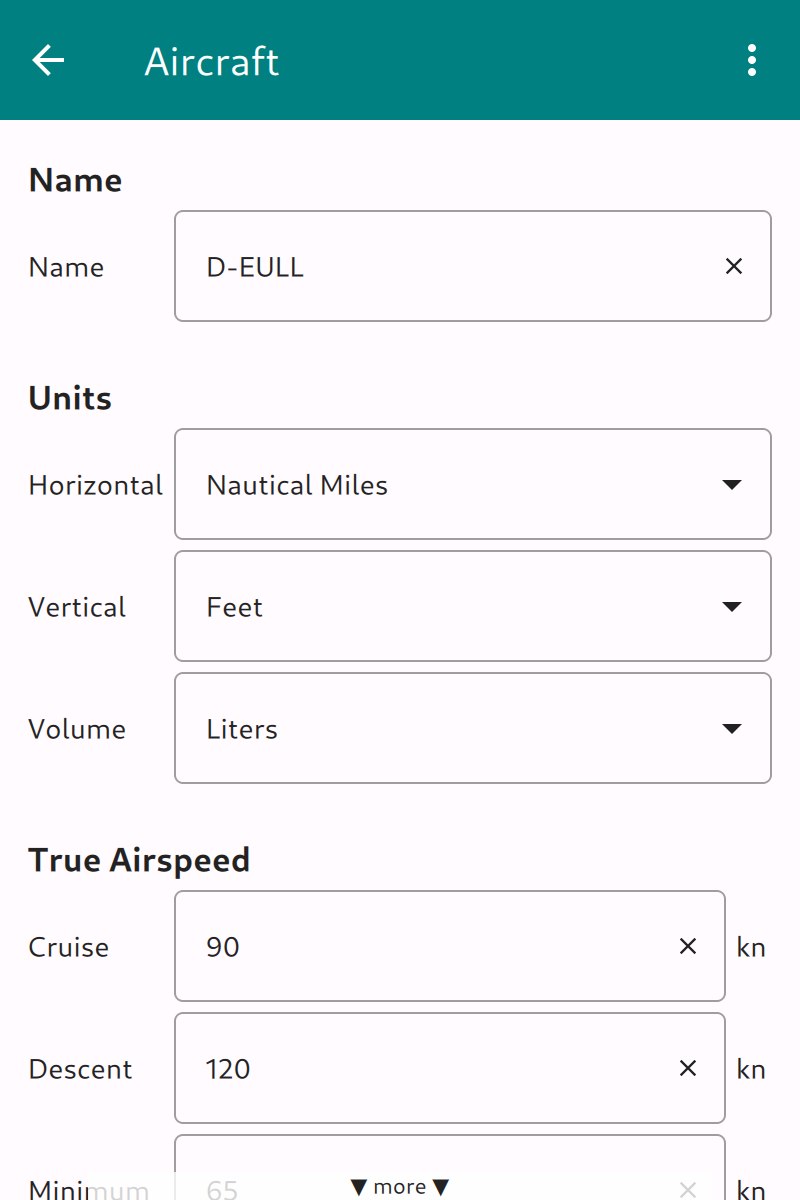 Aircraft
Name
Name D-EULL
Units
Horizontal Nautical Miles
Vertical Feet
Volume Liters
True Airspeed
Cruise 90 kn
Descent 120 kn
Minimum 65 kn
▼ more ▼